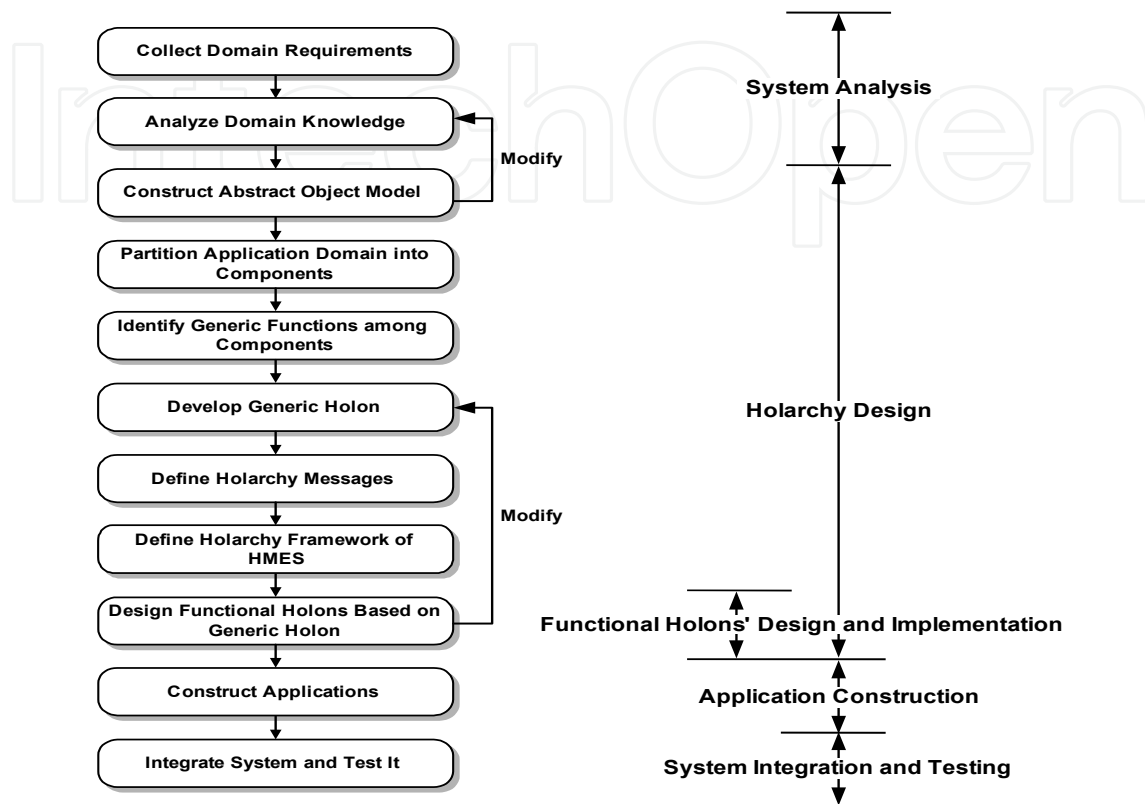 IntechOpen
Collect Domain Requirements
Analyze Domain Knowledge
Modify
Construct Abstract Object Model
Partition Application Domain into
Components
Identify Generic Functions among
Components
Develop Generic Holon
Define Holarchy Messages
Modify
Define Holarchy Framework of
HMES
Design Functional Holons Based on
Generic Holon
Construct Applications
Integrate System and Test It
System Analysis
Holarchy Design
Functional Holons' Design and Implementation
Application Construction
System Integration and Testing